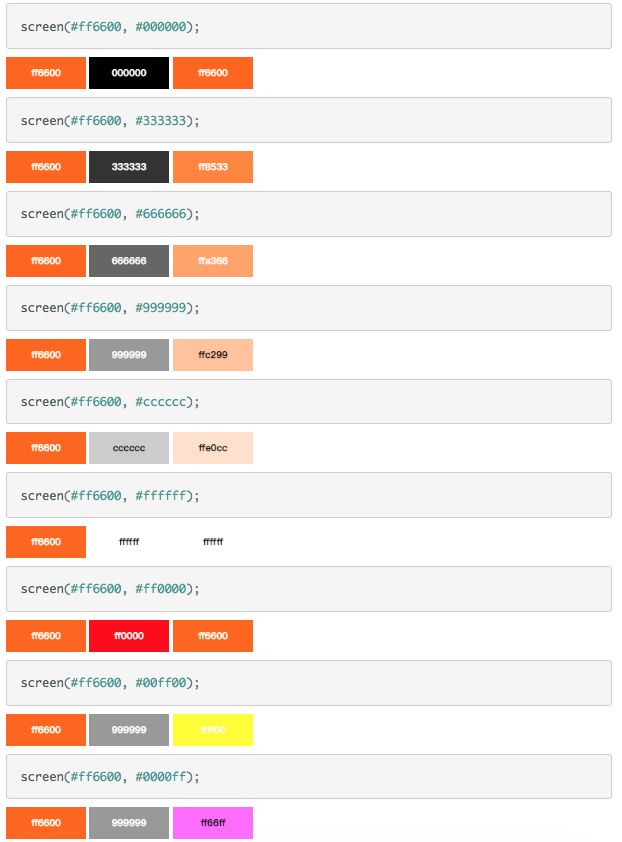 screen(#ff6600, #000000);
ff6600 000000 ff6600
screen(#ff6600, #333333);
ff6600 333333 ff8533
screen(#ff6600, #666666);
ff6600 666666 ffa366
screen(#ff6600, #999999);
ff6600 999999 ffc299
screen(#ff6600, #cccccc);
ff6600 cccccc ffe0cc
screen(#ff6600, #ffffff);
ff6600 ffffff ffffff
screen(#ff6600, #ff0000);
ff6600 ff0000 ff6600
screen(#ff6600, #00ff00);
ff6600 999999 ffff00
screen(#ff6600, #0000ff);
ff6600 999999 ff66ff